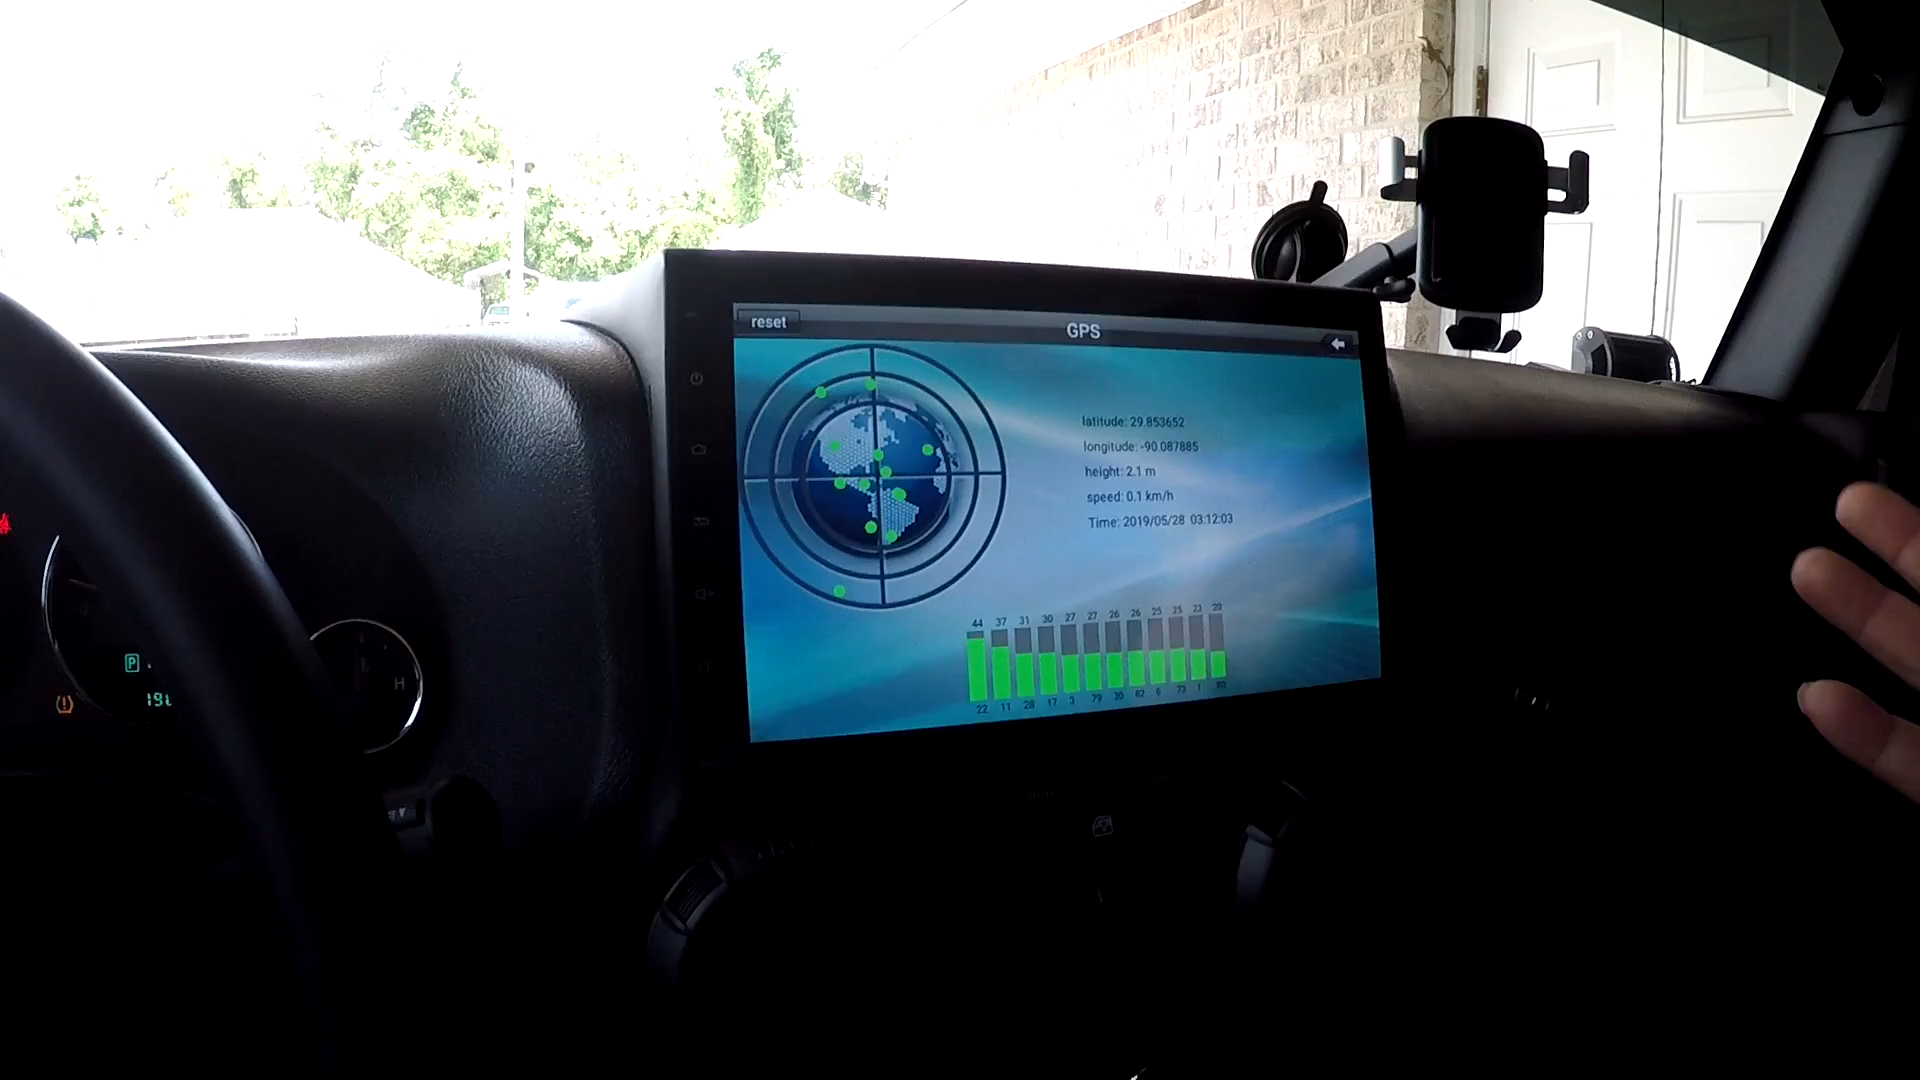 reset
GPS
latitude: 29.853652
longitude: -90.087885
height: 2.1 m
speed: 0.1 km/h
Time: 2019/05/28 03:12:03
44 37 31 30 27 27 26 26 25 25 23 20
22 11 28 17 3 79 30 82 6 73 1
P
H